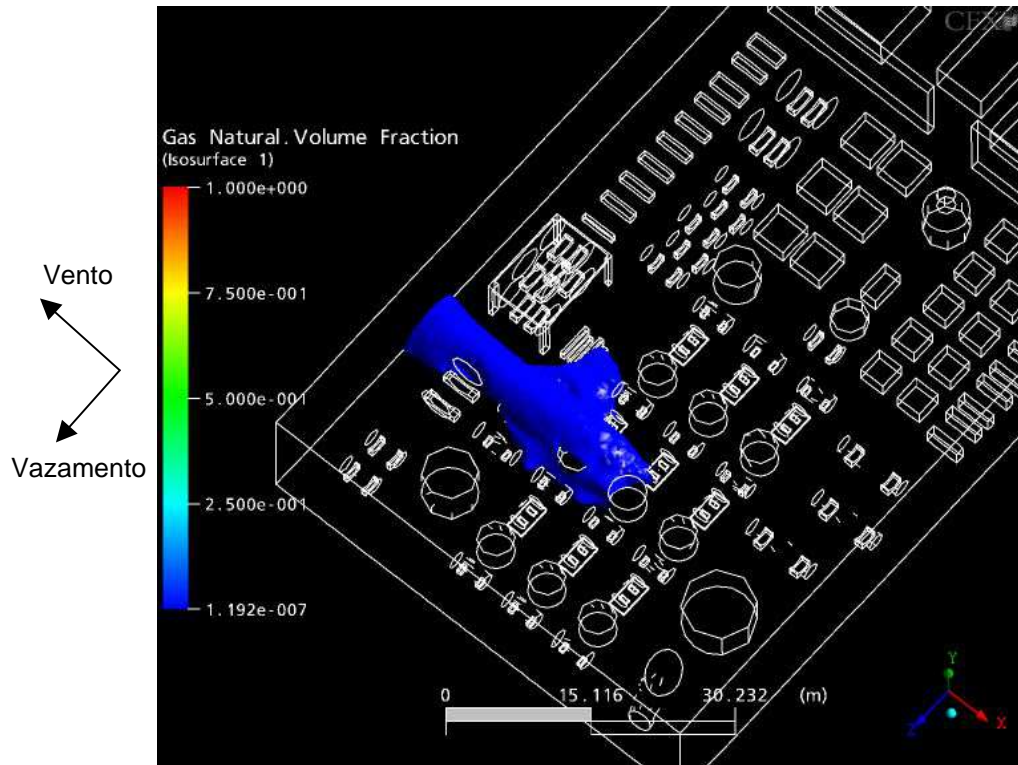 CFX
Gas Natural.Volume Fraction
(Isosurface 1)
1.000e+000
7.500e-001
5.000e-001
2.500e-001
1.192e-007
Vento
Vazamento
0 15.116 30.232 (m)
Y
X
Z